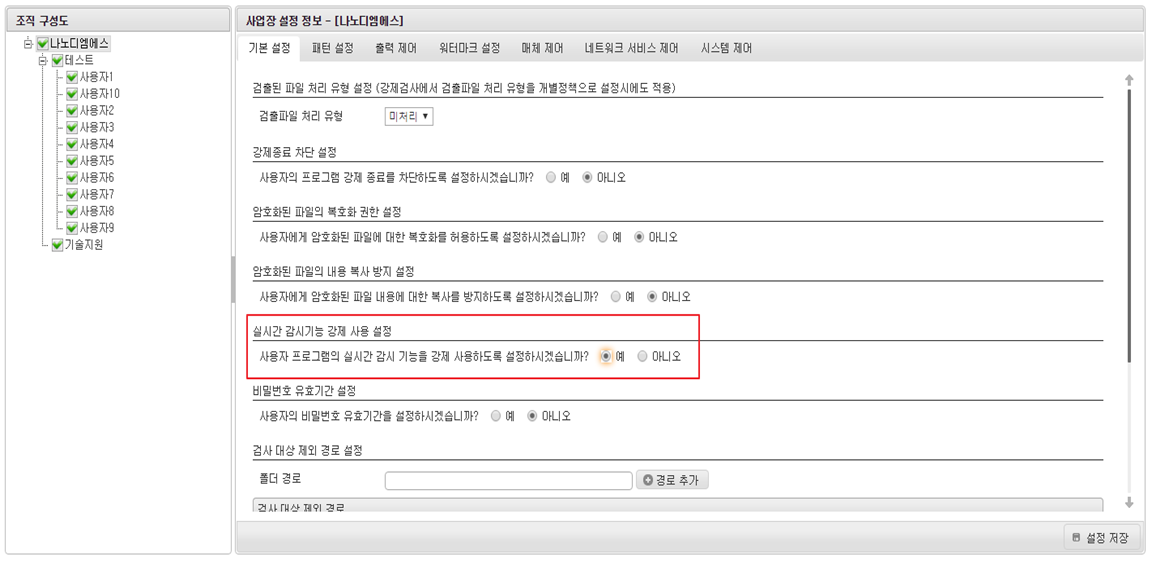 조직 구성도
나노디엠에스
테스트
사용자1
사용자10
사용자2
사용자3
사용자4
사용자5
사용자6
사용자7
사용자8
사용자9
기술지원
사업장 설정 정보 - [나노디엠에스]
기본 설정 패턴 설정 출력 제어 워터마크 설정 매체 제어 네트워크 서비스 제어 시스템 제어
검출된 파일 처리 유형 설정 (강제검사에서 검출파일 처리 유형을 개별정책으로 설정시에도 적용)
검출파일 처리 유형 미처리
강제종료 차단 설정
사용자의 프로그램 강제 종료를 차단하도록 설정하시겠습니까? 예 아니오
암호화된 파일의 복호화 권한 설정
사용자에게 암호화된 파일에 대한 복호화를 허용하도록 설정하시겠습니까? 예 아니오
암호화된 파일의 내용 복사 방지 설정
사용자에게 암호화된 파일 내용에 대한 복사를 방지하도록 설정하시겠습니까? 예 아니오
실시간 감시기능 강제 사용 설정
사용자 프로그램의 실시간 감시 기능을 강제 사용하도록 설정하시겠습니까? 예 아니오
비밀번호 유효기간 설정
사용자의 비밀번호 유효기간을 설정하시겠습니까? 예 아니오
검사 대상 제외 경로 설정
폴더 경로 경로 추가
검사 대상 제외 경로
설정 저장